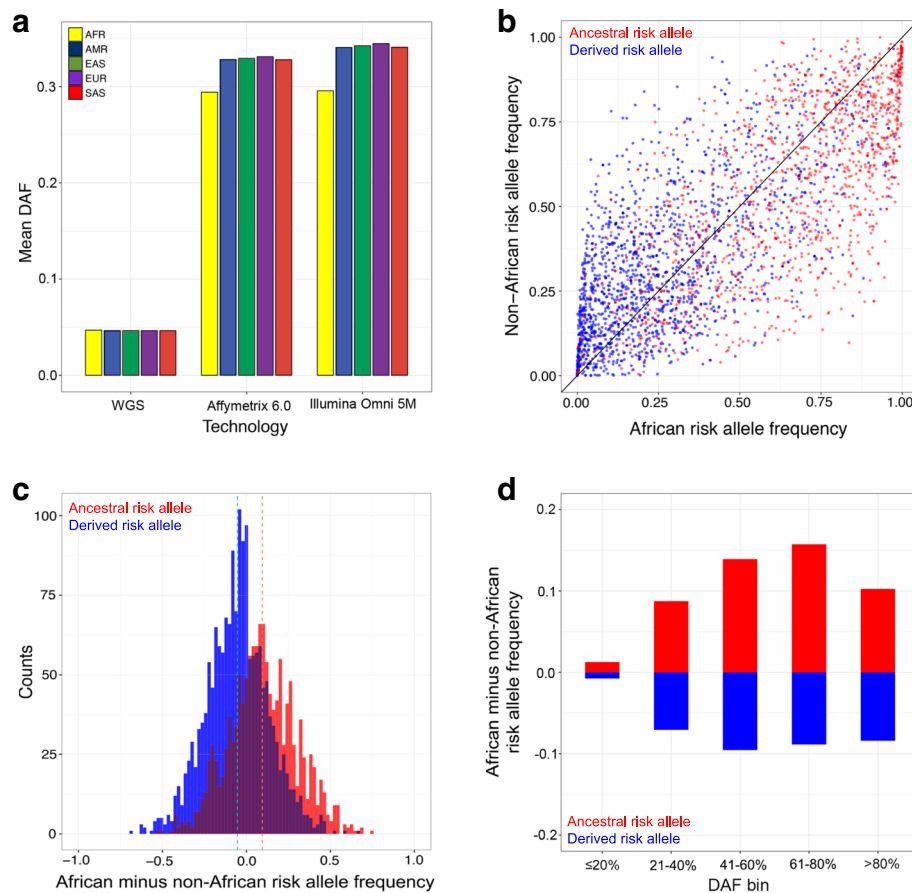 a
AFR
AMR
EAS
EUR
SAS
Mean DAF
0.3
0.2
0.1
0.0
WGS
Affymetrix 6.0
Illumina Omni 5M
Technology
b
Ancestral risk allele
Derived risk allele
Non-African risk allele frequency
1.00
0.75
0.50
0.25
0.00
0.00
0.25
0.50
0.75
1.00
African risk allele frequency
c
Ancestral risk allele
Derived risk allele
Counts
100
75
50
25
0
−1.0
−0.5
0.0
0.5
1.0
African minus non-African risk allele frequency
d
African minus non-African
risk allele frequency
0.2
0.1
0.0
-0.1
-0.2
Ancestral risk allele
Derived risk allele
≤20%
21-40%
41-60%
61-80%
>80%
DAF bin